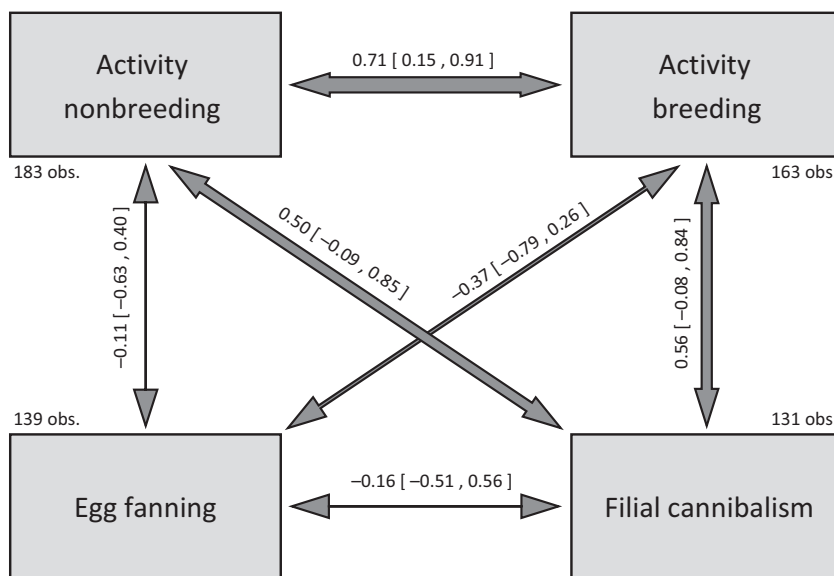 Activity
nonbreeding
0.71 [ 0.15 , 0.91 ]
Activity
breeding
183 obs.
163 obs.
−0.11 [ −0.63 , 0.40 ]
0.50 [ −0.09 , 0.85 ]
−0.37 [ −0.79 , 0.26 ]
0.56 [ −0.08 , 0.84 ]
139 obs.
131 obs.
Egg fanning
−0.16 [ −0.51 , 0.56 ]
Filial cannibalism